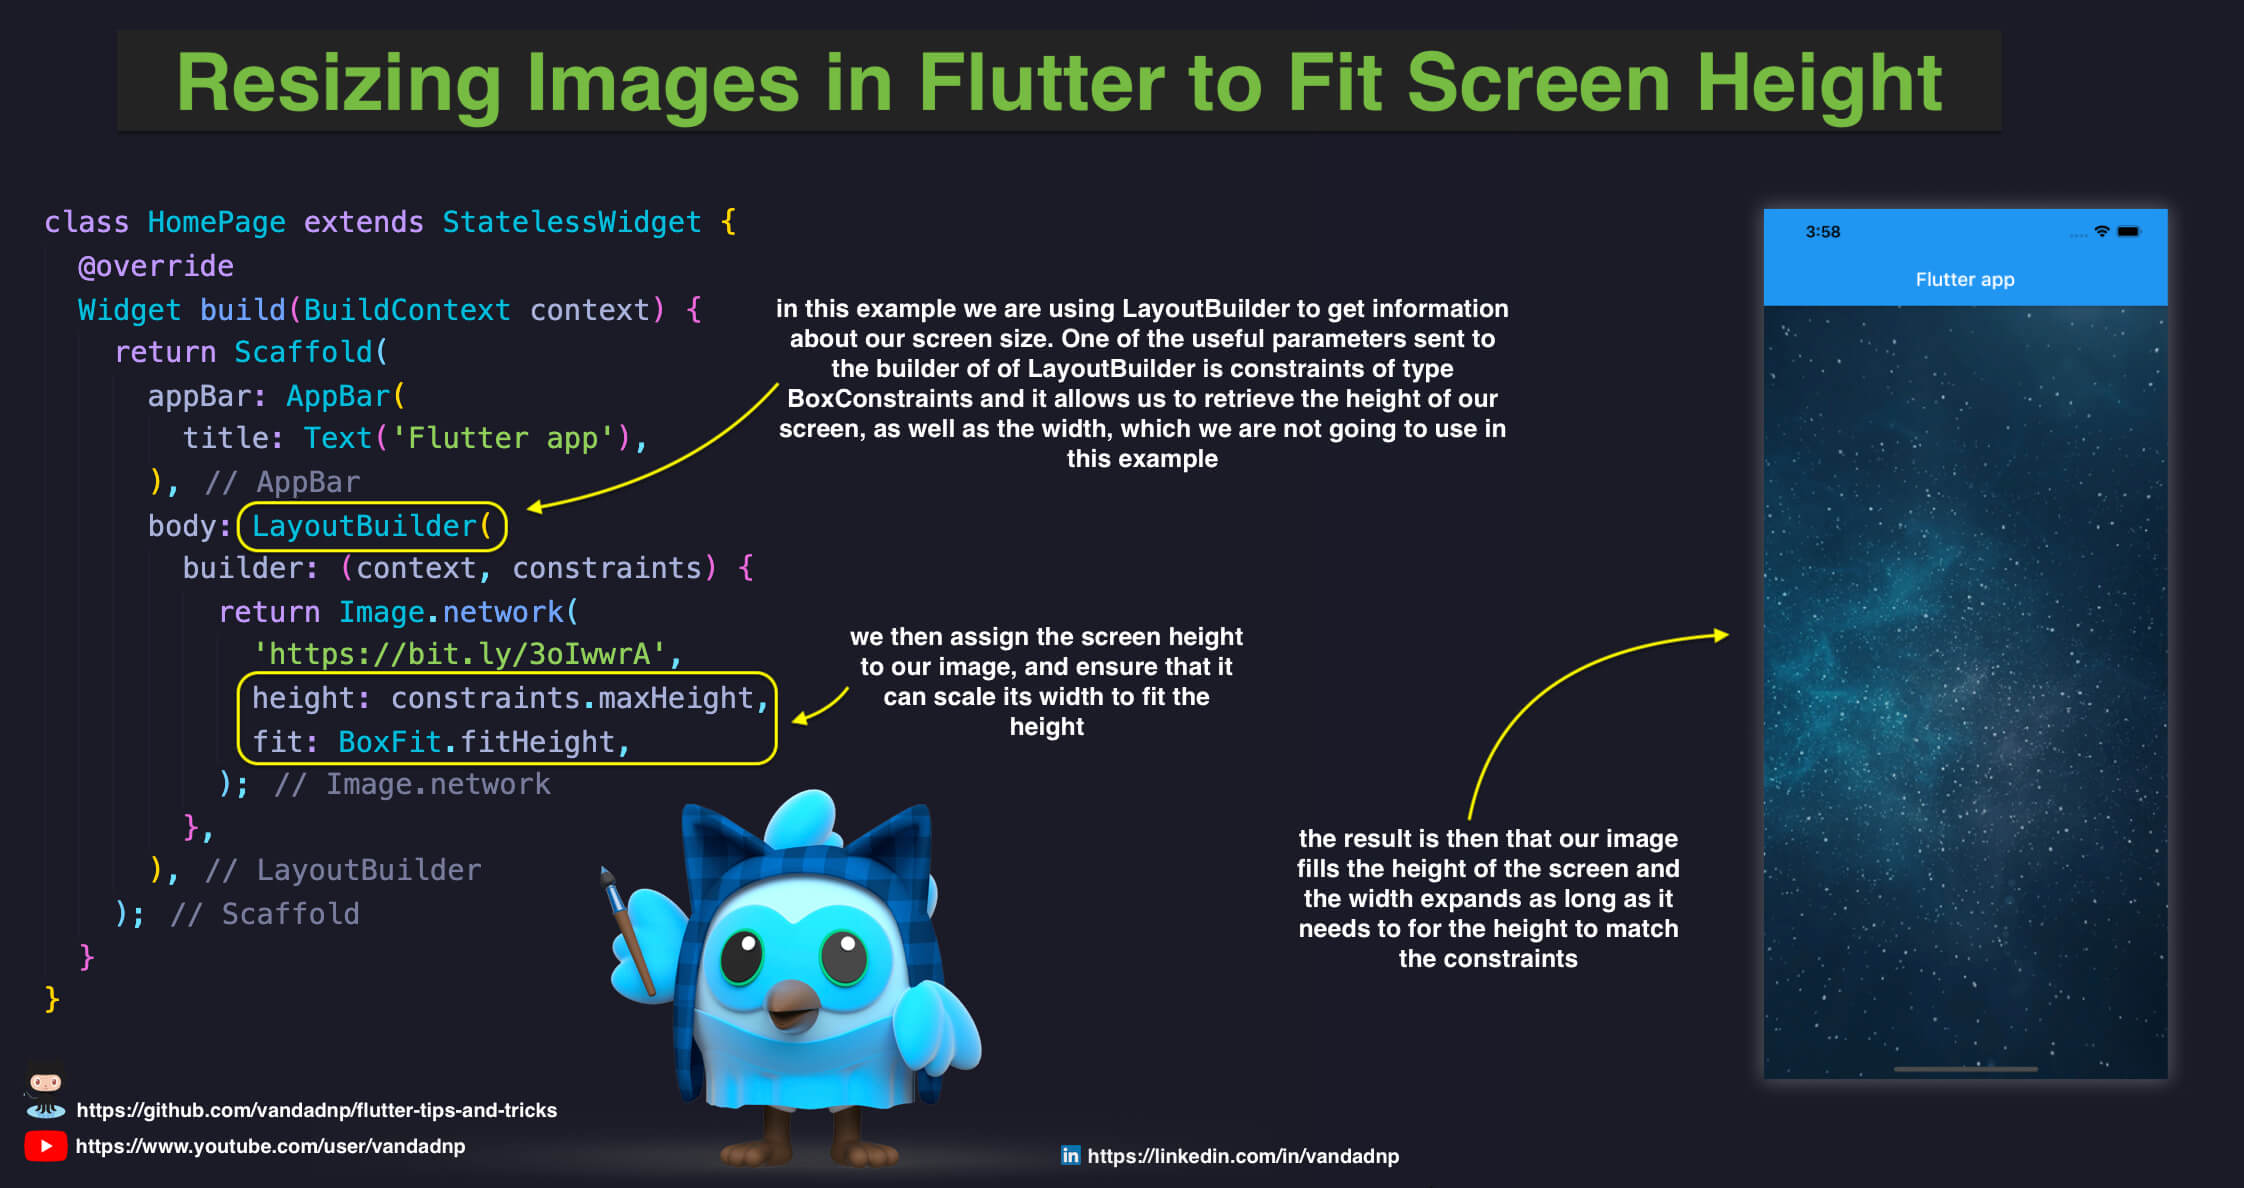 Resizing Images in Flutter to Fit Screen Height
class HomePage extends StatelessWidget {
@override
Widget build(BuildContext context) {
return Scaffold(
appBar: AppBar(
title: Text('Flutter app'),
), // AppBar
body: LayoutBuilder(
builder: (context, constraints) {
return Image.network(
'https://bit.ly/3oIwwrA',
height: constraints.maxHeight,
fit: BoxFit.fitHeight,
); // Image.network
},
), // LayoutBuilder
); // Scaffold
}
}
in this example we are using LayoutBuilder to get information
about our screen size. One of the useful parameters sent to
the builder of of LayoutBuilder is constraints of type
BoxConstraints and it allows us to retrieve the height of our
screen, as well as the width, which we are not going to use in
this example
we then assign the screen height
to our image, and ensure that it
can scale its width to fit the
height
the result is then that our image
fills the height of the screen and
the width expands as long as it
needs to for the height to match
the constraints
3:58
Flutter app
https://github.com/vandadnp/flutter-tips-and-tricks
https://www.youtube.com/user/vandadnp
in https://linkedin.com/in/vandadnp